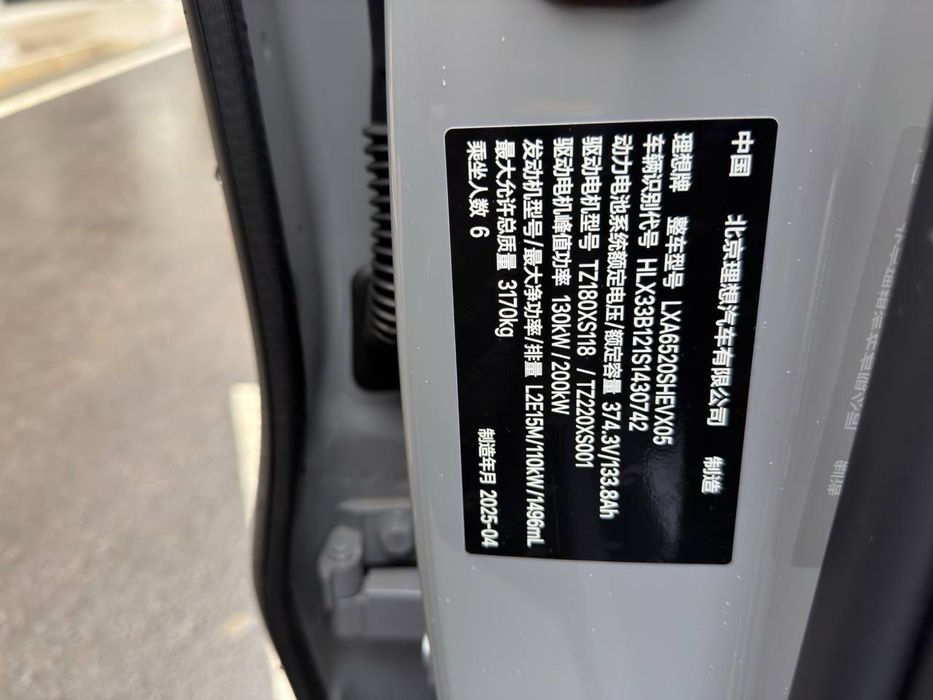 中国 北京理想汽车有限公司 制造
理想牌 整车型号 LXA6520SHEVX05
车辆识别代号 HLX33B121S1430742
动力电池系统额定电压/额定容量 374.3V/133.8Ah
驱动电机型号 TZ180XS118 / TZ220XS001
驱动电机峰值功率 130kW/200kW
发动机型号/最大净功率/排量 L2E15M/110kW/1496mL
最大允许总质量 3170kg
乘坐人数 6 制造年月 2025-04